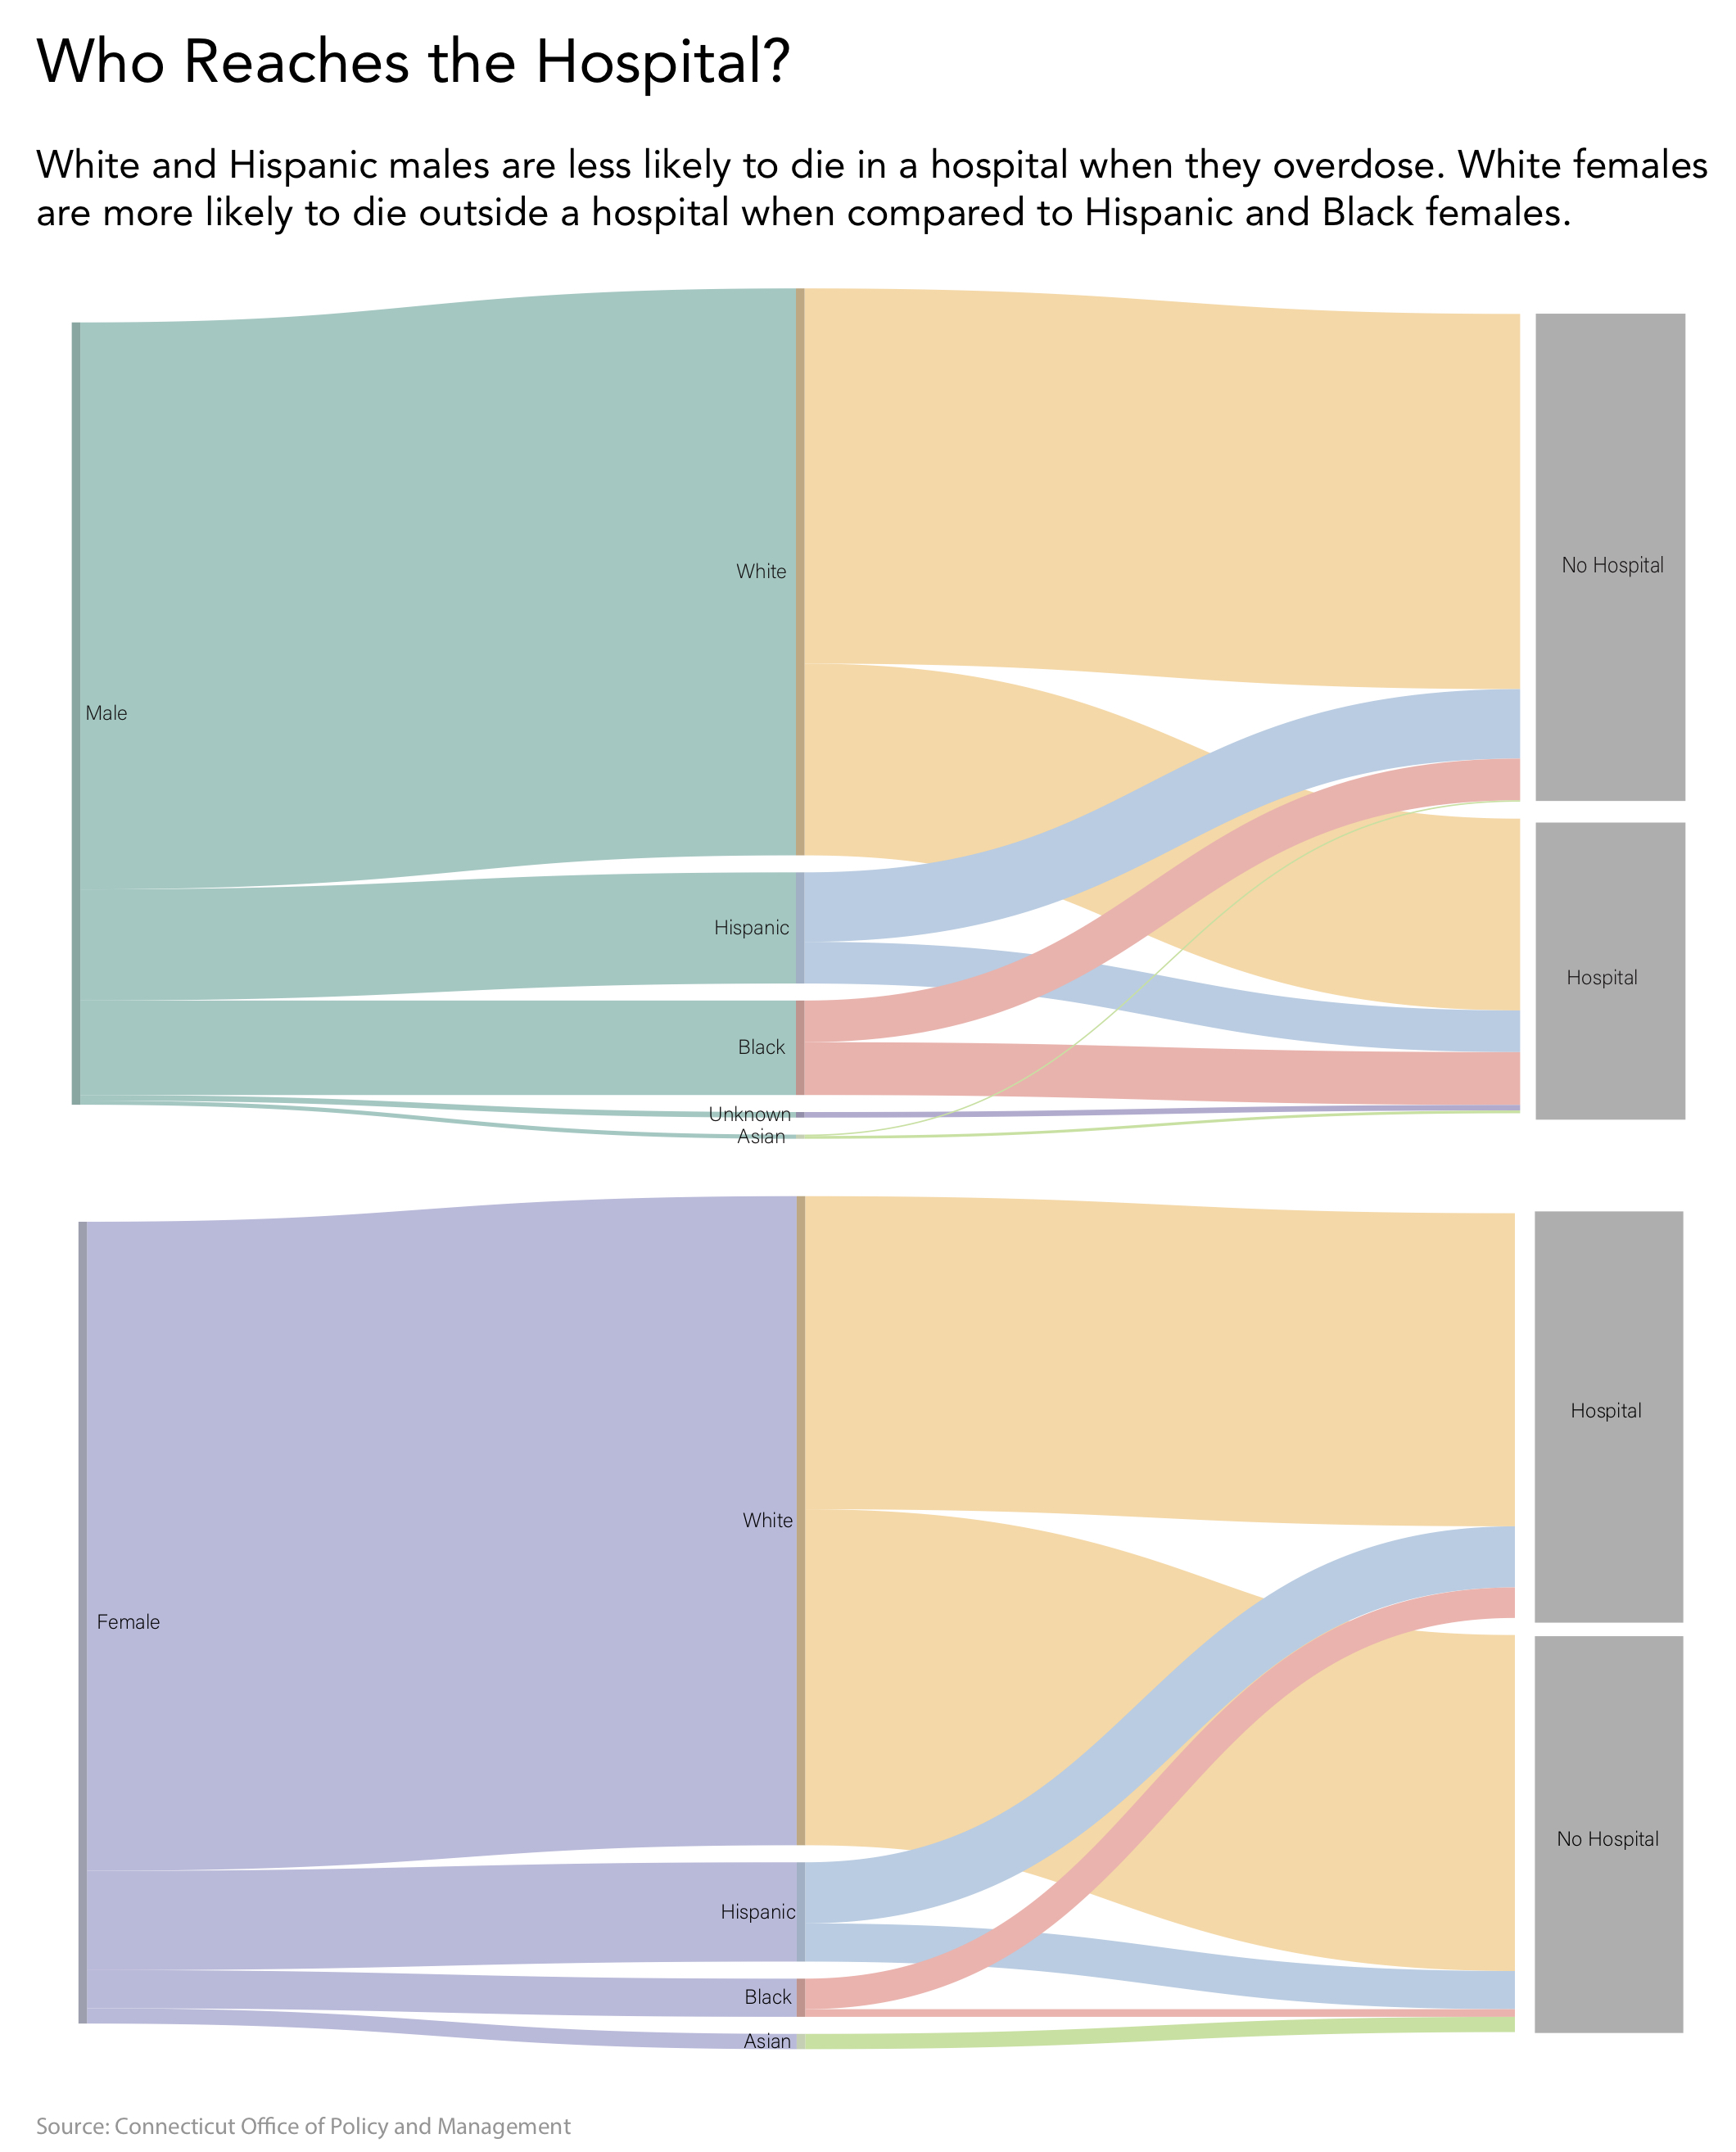 Who Reaches the Hospital?
White and Hispanic males are less likely to die in a hospital when they overdose. White females
are more likely to die outside a hospital when compared to Hispanic and Black females.
White
No Hospital
Male
Hispanic
Hospital
Black
Unknown
Asian
Hospital
White
Female
No Hospital
Hispanic
Black
Asian
Source: Connecticut Office of Policy and Management